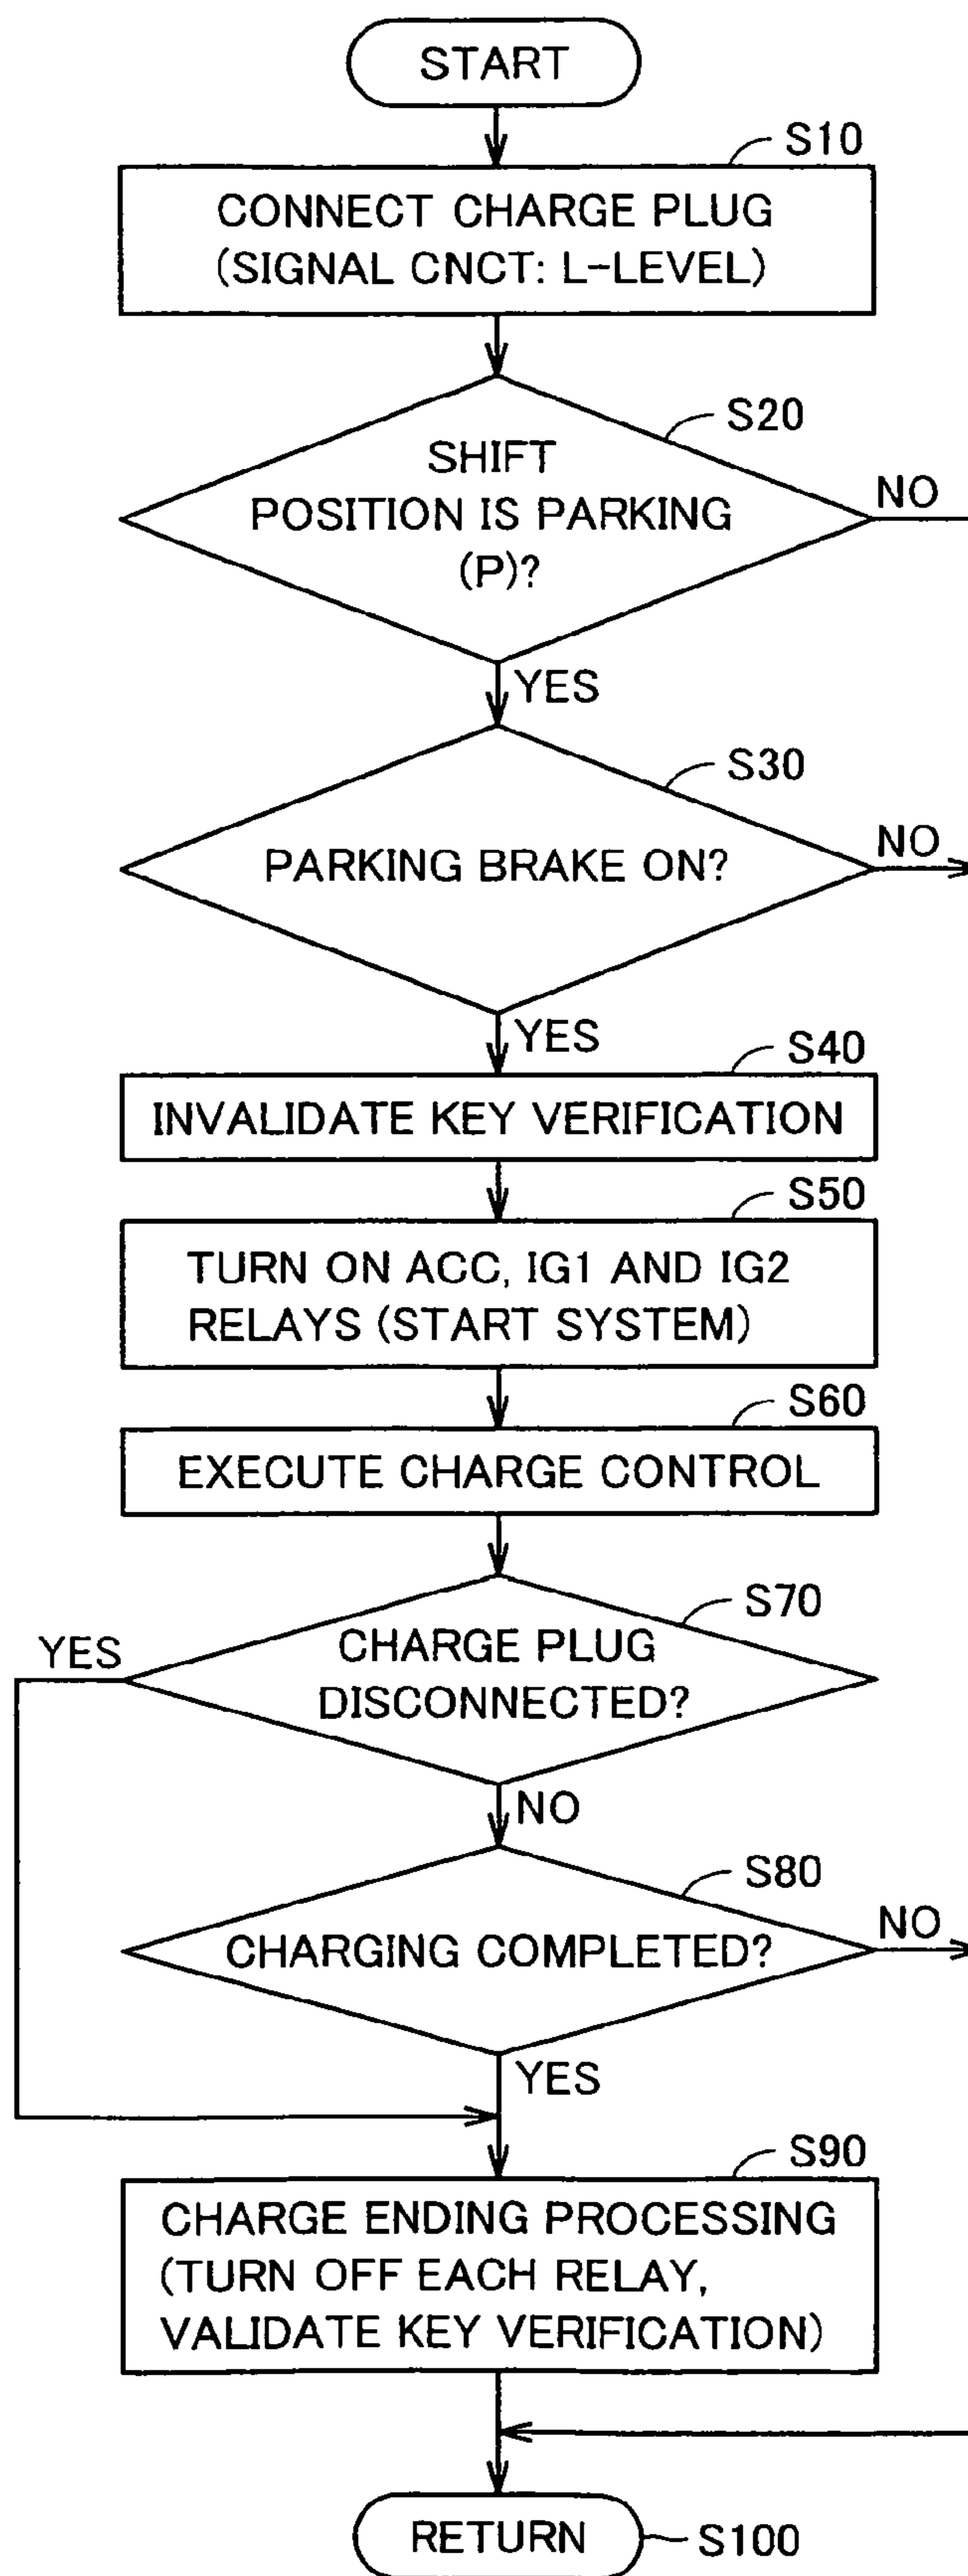 START
S10
CONNECT CHARGE PLUG
(SIGNAL CNCT: L-LEVEL)
S20
SHIFT
POSITION IS PARKING
(P)?
NO
YES
S30
PARKING BRAKE ON?
NO
YES
S40
INVALIDATE KEY VERIFICATION
S50
TURN ON ACC, IG1 AND IG2
RELAYS (START SYSTEM)
S60
EXECUTE CHARGE CONTROL
S70
YES
CHARGE PLUG
DISCONNECTED?
NO
S80
CHARGING COMPLETED?
NO
YES
S90
CHARGE ENDING PROCESSING
(TURN OFF EACH RELAY,
VALIDATE KEY VERIFICATION)
RETURN
S100